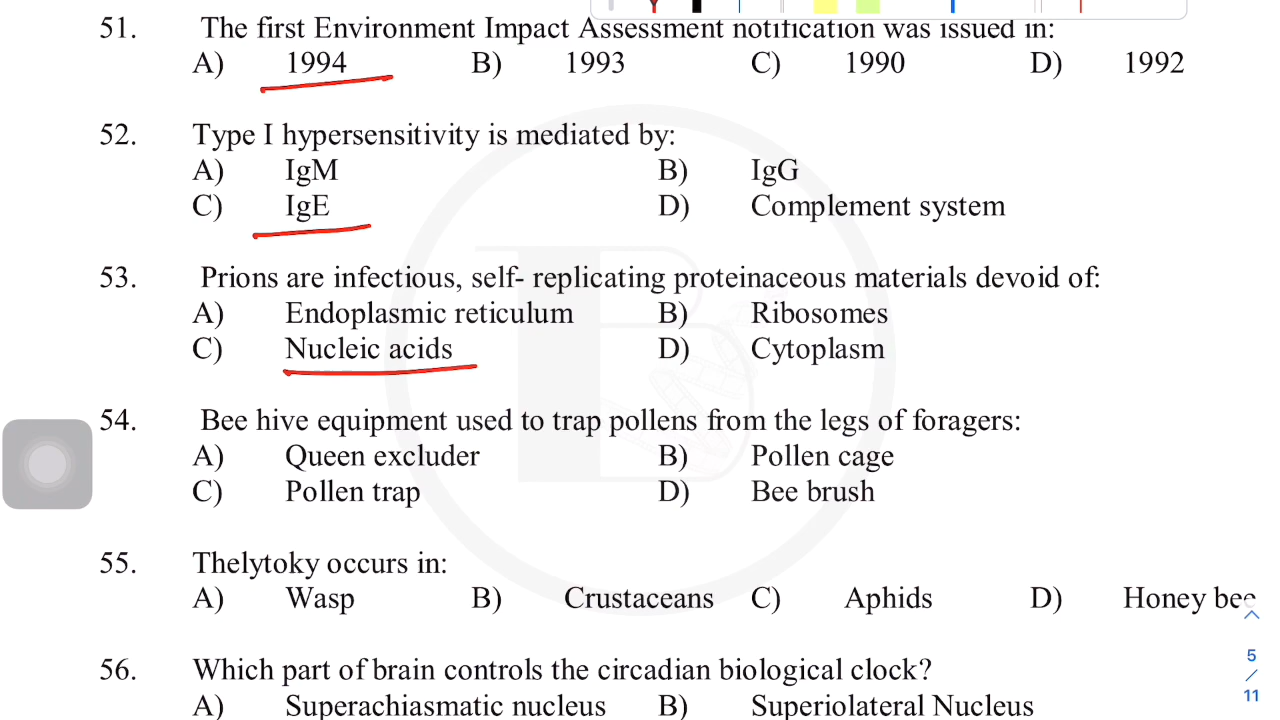 51. The first Environment Impact Assessment notification was issued in:
A) 1994 B) 1993 C) 1990 D) 1992
52. Type I hypersensitivity is mediated by:
A) IgM B) IgG
C) IgE D) Complement system
53. Prions are infectious, self- replicating proteinaceous materials devoid of:
A) Endoplasmic reticulum B) Ribosomes
C) Nucleic acids D) Cytoplasm
54. Bee hive equipment used to trap pollens from the legs of foragers:
A) Queen excluder B) Pollen cage
C) Pollen trap D) Bee brush
55. Thelytoky occurs in:
A) Wasp B) Crustaceans C) Aphids D) Honey bee
5
/
11
56. Which part of brain controls the circadian biological clock?
A) Superachiasmatic nucleus B) Superiolateral Nucleus